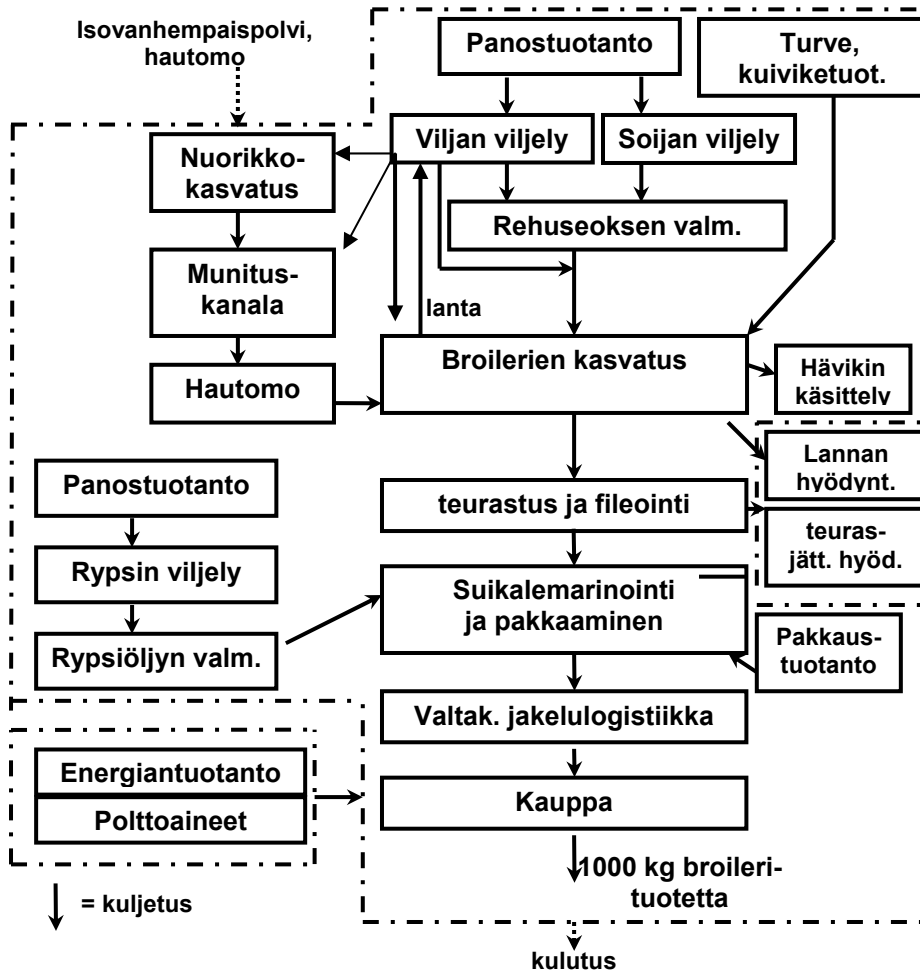 Isovanhempaispolvi,
hautomo
Panostuotanto
Turve,
kuiviketuot.
Viljan viljely
Soijan viljely
Nuorikko-
kasvatus
Rehuseoksen valm.
Munitus-
kanala
lanta
Broilerien kasvatus
Hautomo
Hävikin
käsittelv
Lannan
hyödynt.
Panostuotanto
teurastus ja fileointi
teuras-
jätt. hyöd.
Rypsin viljely
Suikalemarinointi
ja pakkaaminen
Rypsiöljyn valm.
Pakkaus-
tuotanto
Valtak. jakelulogistiikka
Energiantuotanto
Polttoaineet
Kauppa
1000 kg broileri-
tuotetta
= kuljetus
kulutus